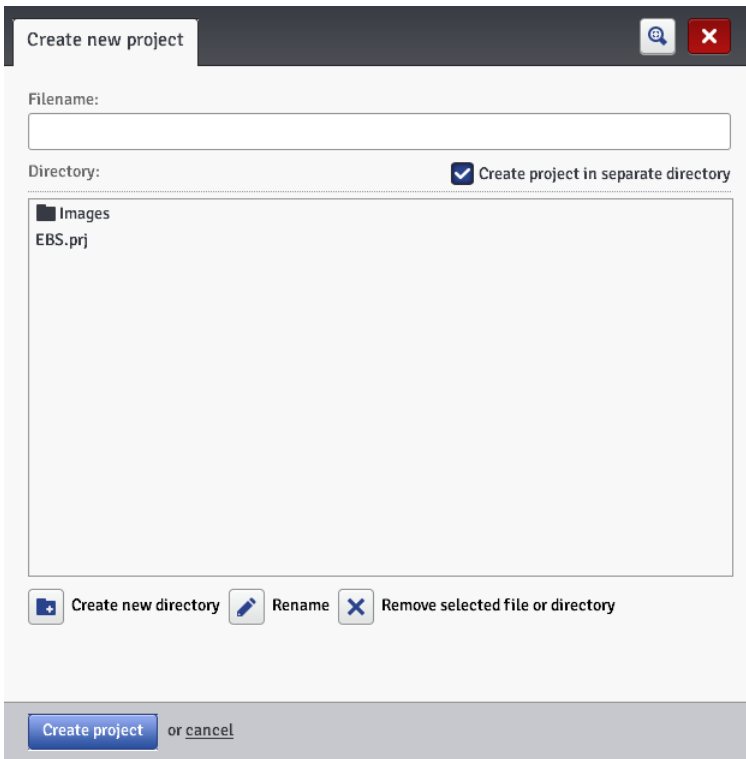 Create new project
Filename:
Directory:
Create project in separate directory
Images
EBS.prj
Create new directory Rename Remove selected file or directory
Create project or cancel